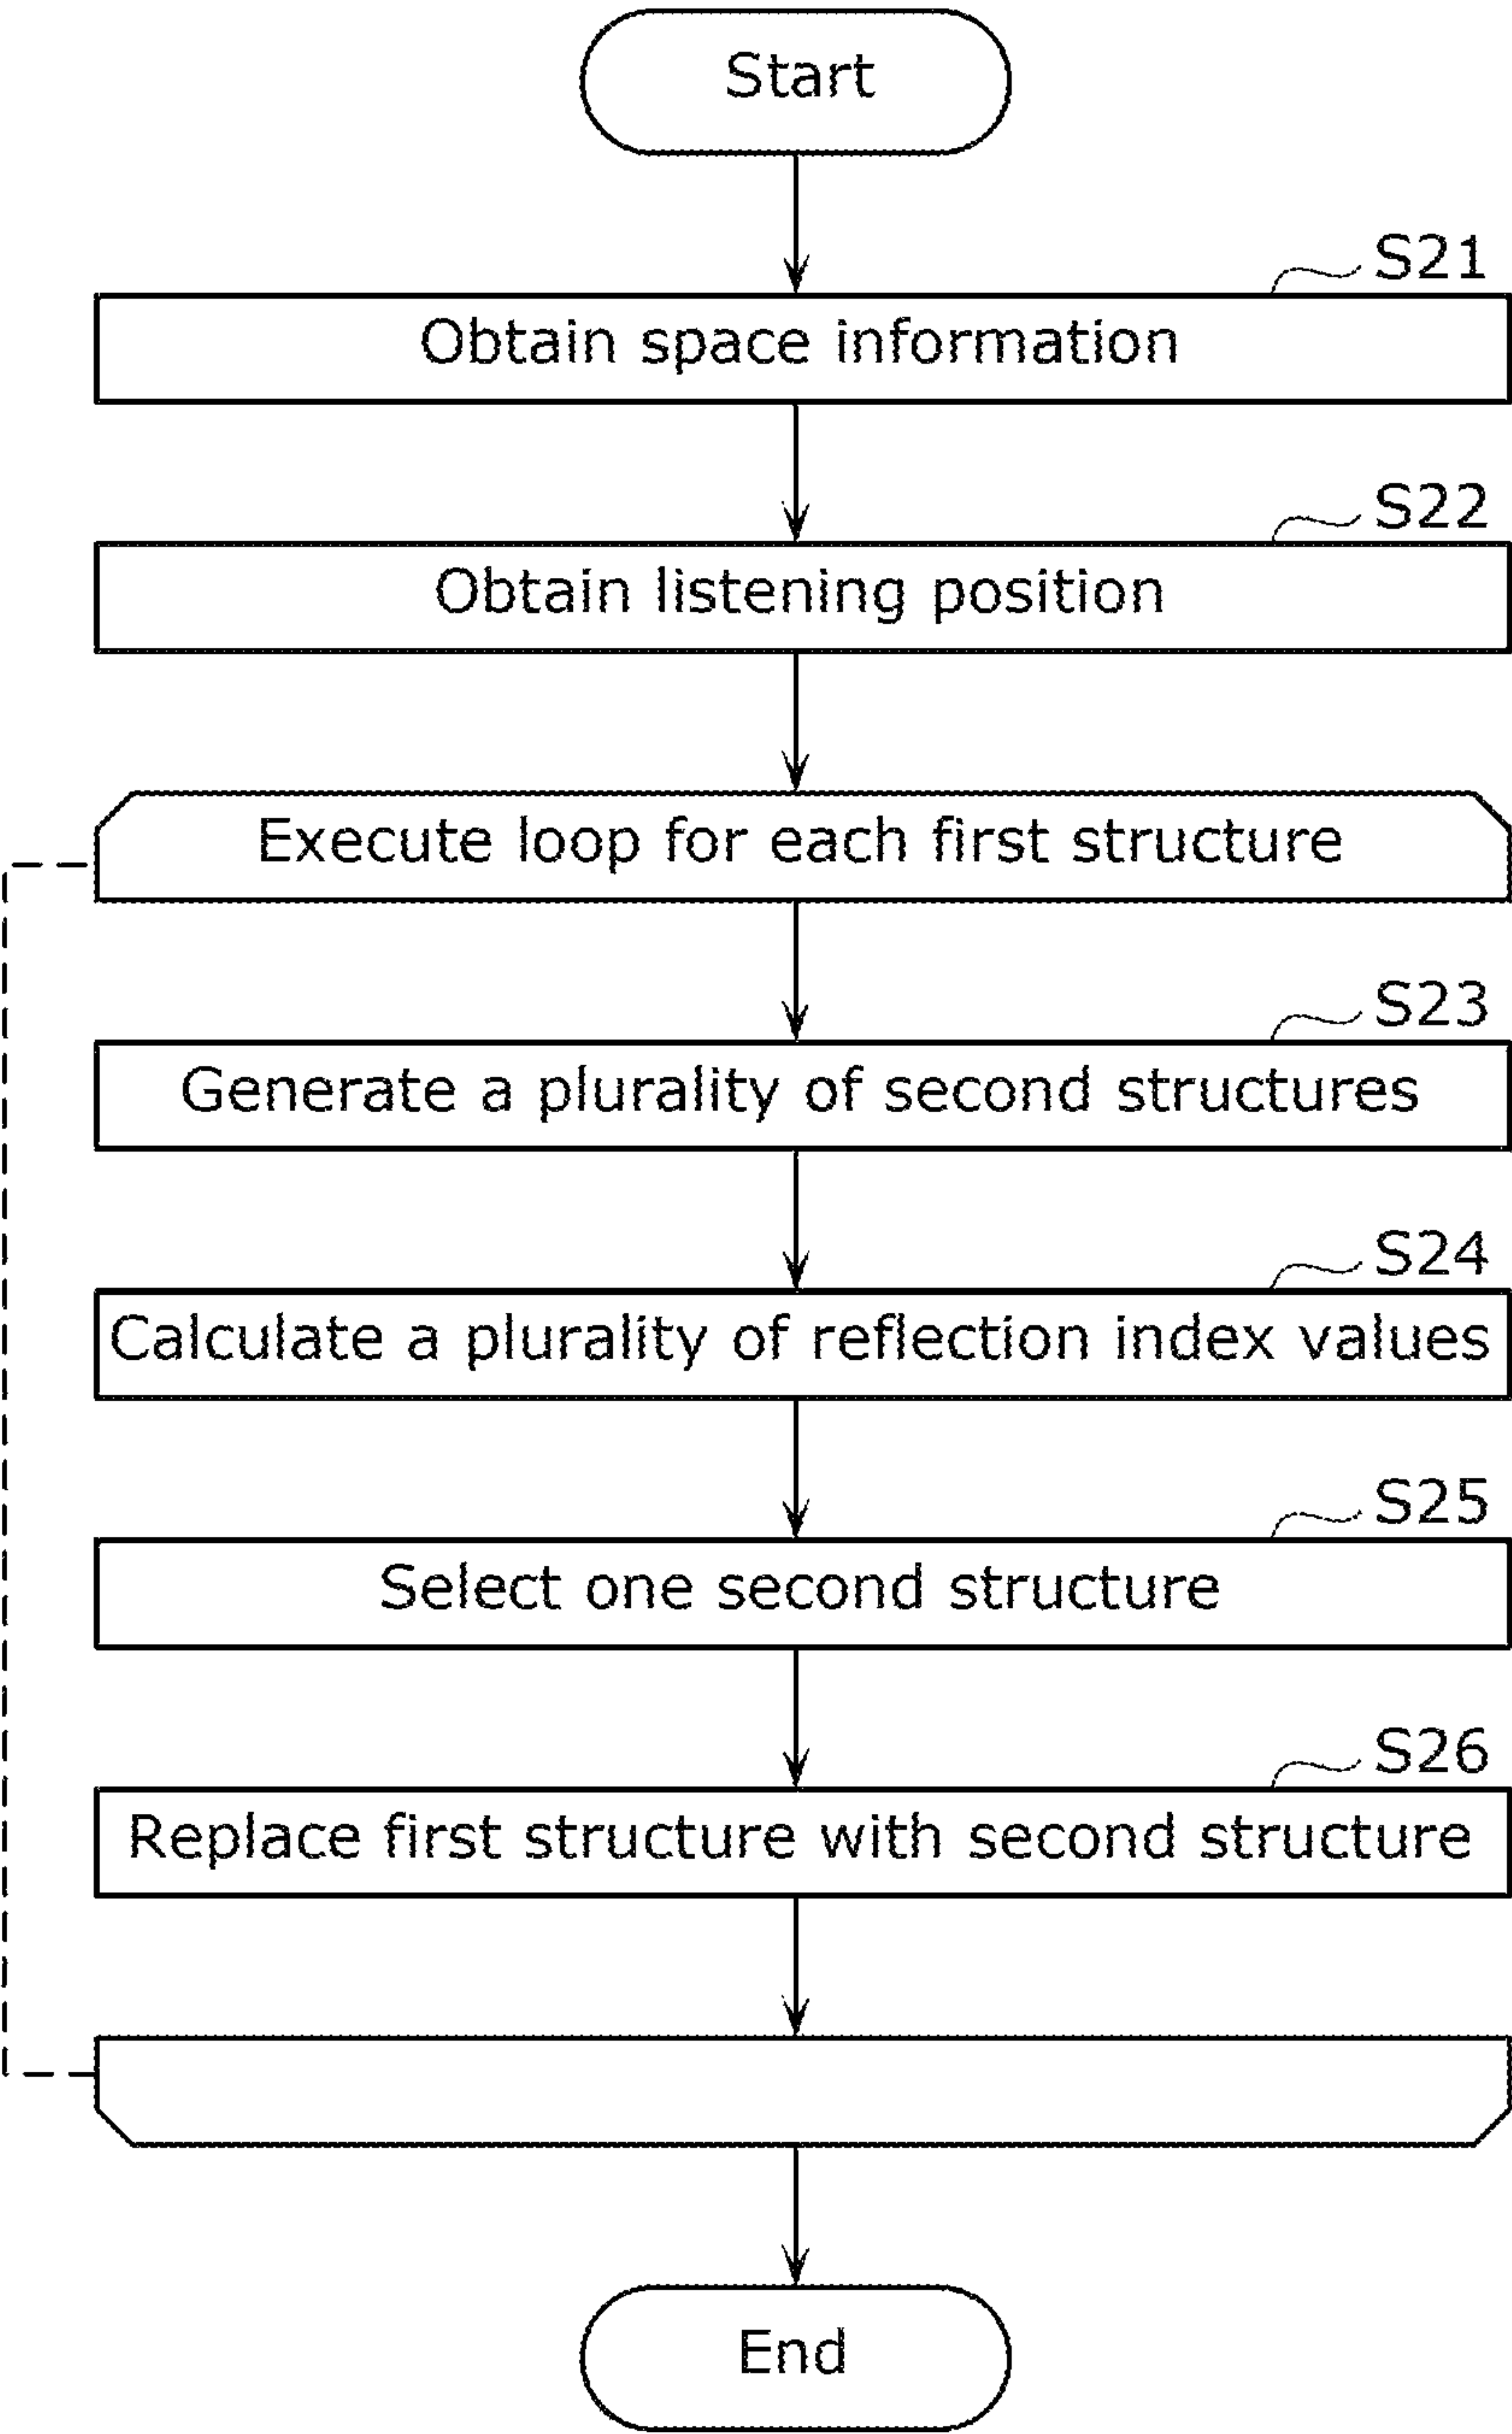 Start
S21
Obtain space information
S22
Obtain listening position
Execute loop for each first structure
S23
Generate a plurality of second structures
S24
Calculate a plurality of reflection index values
S25
Select one second structure
S26
Replace first structure with second structure
End